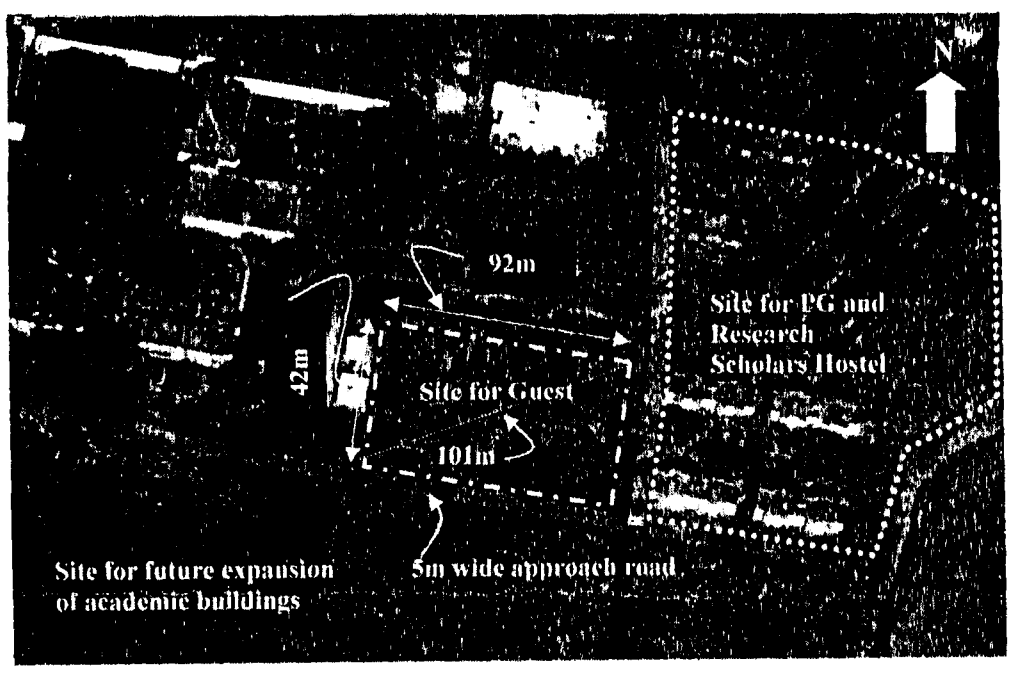 N
92m
Site for PG and
Research
Scholars Hostel
42m
Site for Guest
101m
5m wide approach road
Site for future expansion
of academic buildings